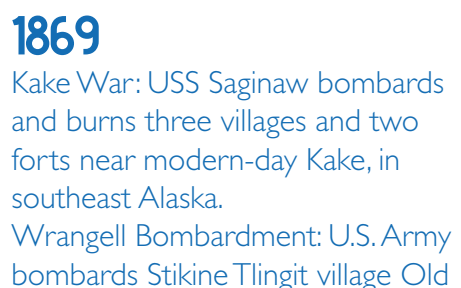 1869
Kake War: USS Saginaw bombards
and burns three villages and two
forts near modern-day Kake, in
southeast Alaska.
Wrangell Bombardment: U.S. Army
bombards Stikine Tlingit village Old